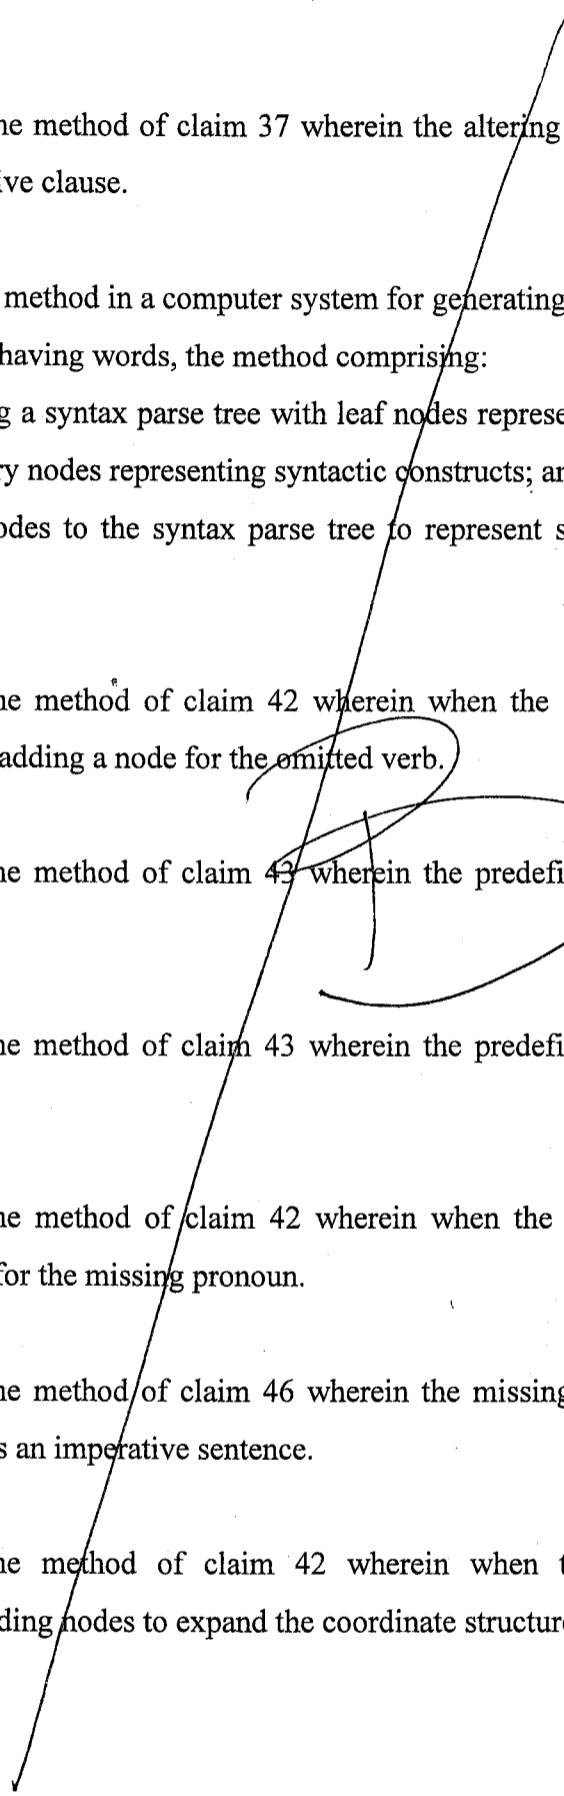 he method of claim 37 wherein the altering
ive clause.
method in a computer system for generating
having words, the method comprising:
g a syntax parse tree with leaf nodes represe
ry nodes representing syntactic constructs; an
odes to the syntax parse tree to represent s
he method of claim 42 wherein when the
adding a node for the omitted verb.
he method of claim 43 wherein the predefi
he method of claim 43 wherein the predefi
he method of claim 42 wherein when the
for the missing pronoun.
he method of claim 46 wherein the missing
s an imperative sentence.
he method of claim 42 wherein when t
ding nodes to expand the coordinate structure